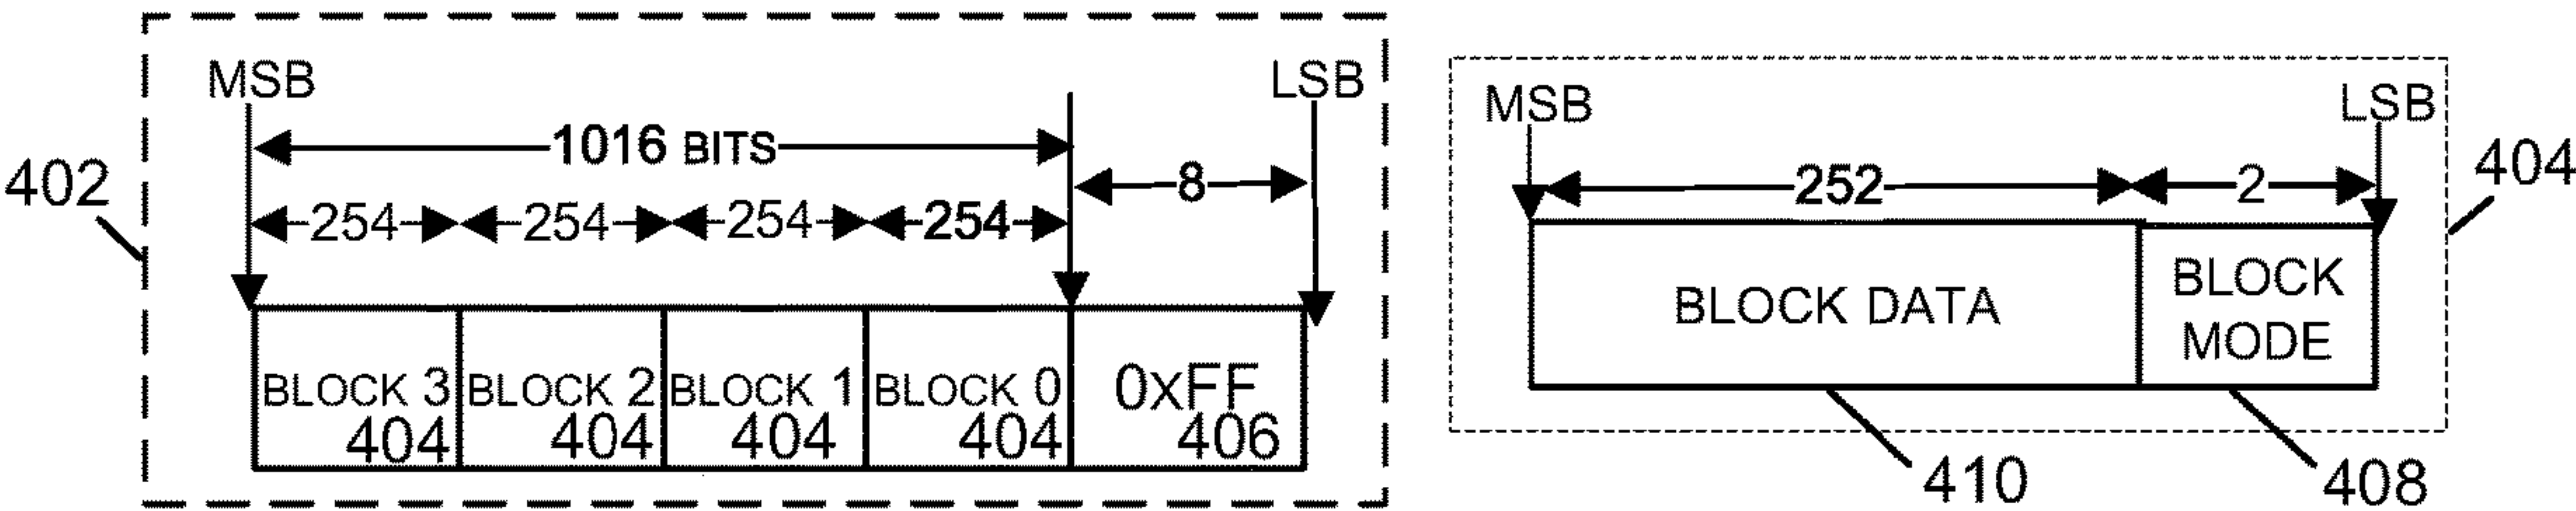 MSB
LSB
1016 BITS
8
402
254 254 254 254
BLOCK 3 BLOCK 2 BLOCK 1 BLOCK 0 0XFF
404 404 404 404 406
MSB
LSB
404
252 2
BLOCK DATA
BLOCK
MODE
410
408